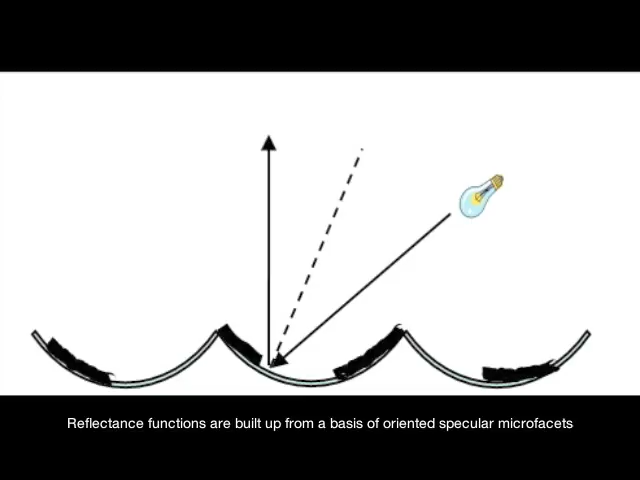 Reflectance functions are built up from a basis of oriented specular microfacets